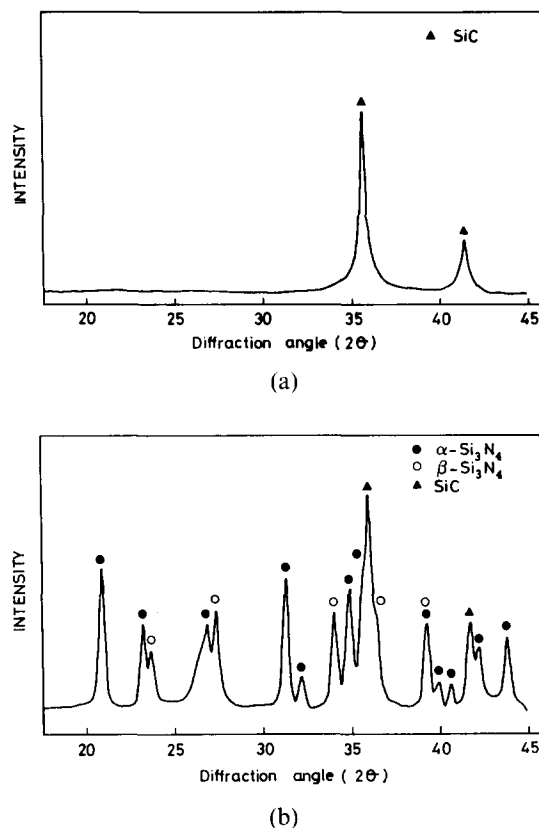 ▲ SiC
INTENSITY
20 25 30 35 40 45
Diffraction angle (2θ)
(a)
● α-Si₃N₄
○ β-Si₃N₄
▲ SiC
INTENSITY
20 25 30 35 40 45
Diffraction angle (2θ)
(b)